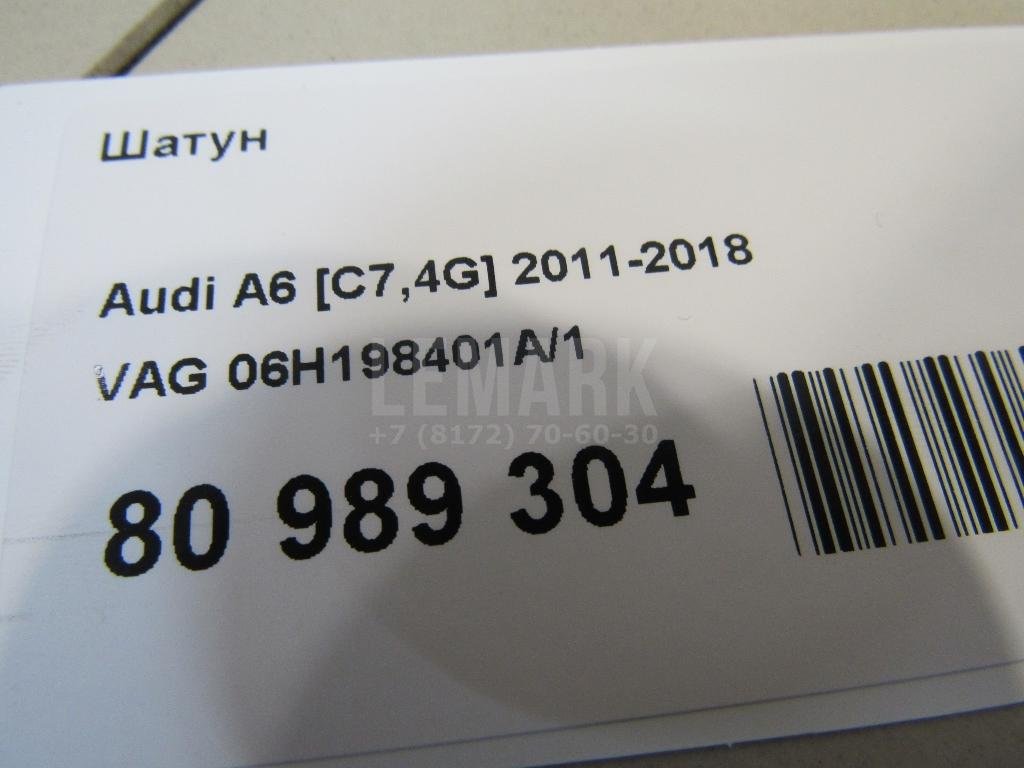 Шатун
Audi A6 [C7,4G] 2011-2018
VAG 06H198401A/1
LEMARK
+7 (8172) 70-60-30
80 989 304